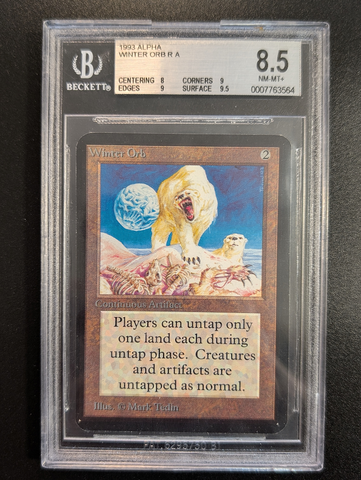 BECKETT
1993 ALPHA
WINTER ORB R A
CENTERING 8 CORNERS 9
EDGES 9 SURFACE 9.5
8.5
NM-MT+
0007763564
Winter Orb 2
Continuous Artifact
Players can untap only
one land each during
untap phase. Creatures
and artifacts are
untapped as normal.
Illus. © Mark Tedin